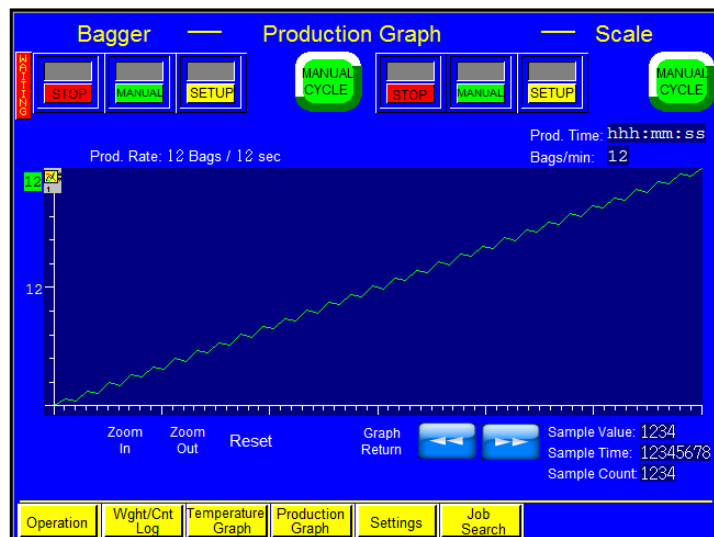 Bagger — Production Graph — Scale
WAITING
STOP MANUAL SETUP MANUAL CYCLE STOP MANUAL SETUP MANUAL CYCLE
Prod. Time: hhh:mm:ss
Prod. Rate: 12 Bags / 12 sec
Bags/min: 12
12
1
12
Zoom In
Zoom Out
Reset
Graph Return
Sample Value: 1234
Sample Time: 12345678
Sample Count: 1234
Operation
Wght/Cnt Log
Temperature Graph
Production Graph
Settings
Job Search